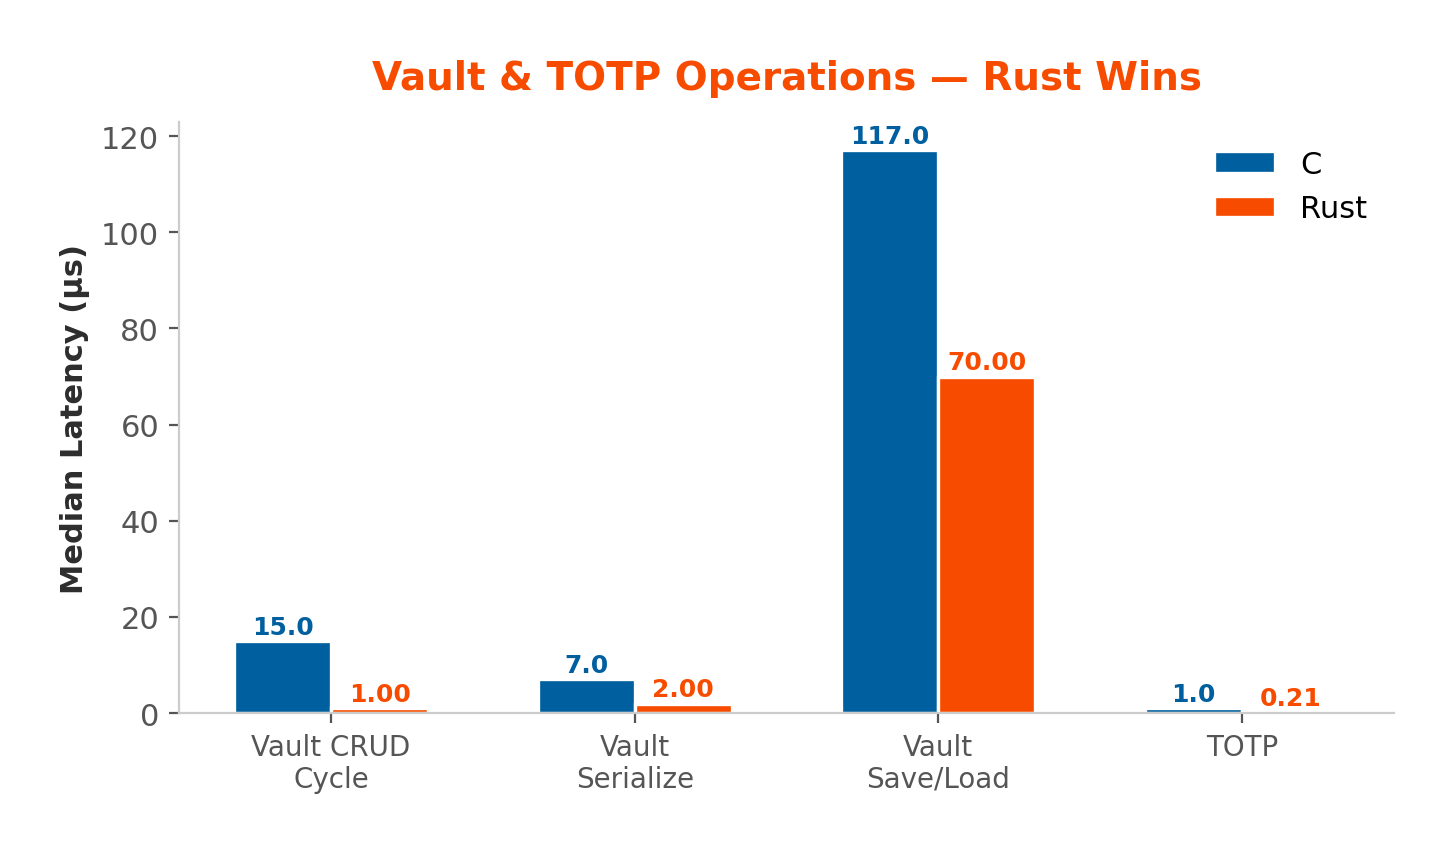 Vault & TOTP Operations — Rust Wins
Median Latency (μs)
120
100
80
60
40
20
0
117.0
70.00
15.0
1.00
7.0
2.00
1.0
0.21
C
Rust
Vault CRUD
Cycle
Vault
Serialize
Vault
Save/Load
TOTP